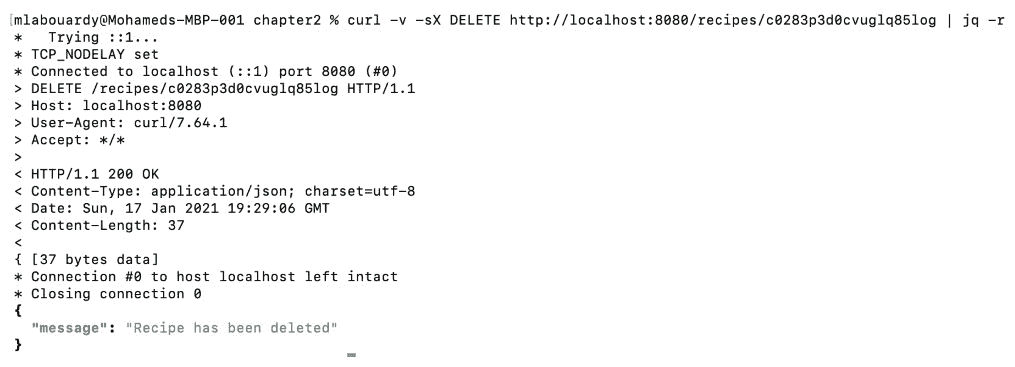 [mlabouardy@Mohameds-MBP-001 chapter2 % curl -v -sX DELETE http://localhost:8080/recipes/c0283p3d0cvuglq85log | jq -r
*   Trying ::1...
* TCP_NODELAY set
* Connected to localhost (::1) port 8080 (#0)
> DELETE /recipes/c0283p3d0cvuglq85log HTTP/1.1
> Host: localhost:8080
> User-Agent: curl/7.64.1
> Accept: */*
>
< HTTP/1.1 200 OK
< Content-Type: application/json; charset=utf-8
< Date: Sun, 17 Jan 2021 19:29:06 GMT
< Content-Length: 37
<
{ [37 bytes data]
* Connection #0 to host localhost left intact
* Closing connection 0
{
  "message": "Recipe has been deleted"
}